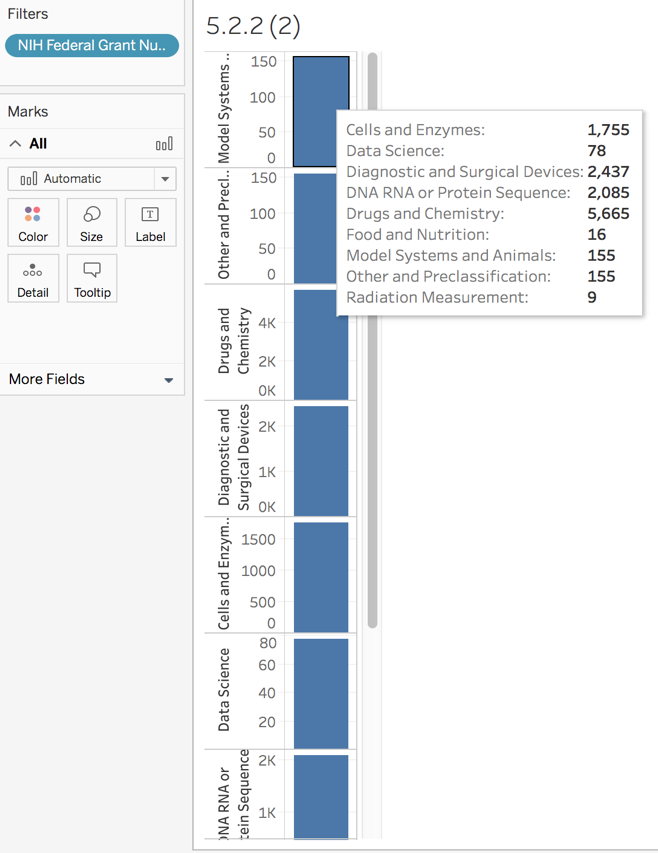 Filters
NIH Federal Grant Nu..
Marks
All
Automatic
Color
Size
Label
Detail
Tooltip
More Fields
5.2.2 (2)
Model Systems ..
150
100
50
0
Other and Precl..
150
100
50
0
Drugs and
Chemistry
4K
2K
0K
Diagnostic and
Surgical Devices
2K
1K
0K
Cells and Enzym..
1500
1000
500
0
Data Science
80
60
40
20
DNA RNA or
tein Sequence
2K
1K
Cells and Enzymes: 1,755
Data Science: 78
Diagnostic and Surgical Devices: 2,437
DNA RNA or Protein Sequence: 2,085
Drugs and Chemistry: 5,665
Food and Nutrition: 16
Model Systems and Animals: 155
Other and Preclassification: 155
Radiation Measurement: 9